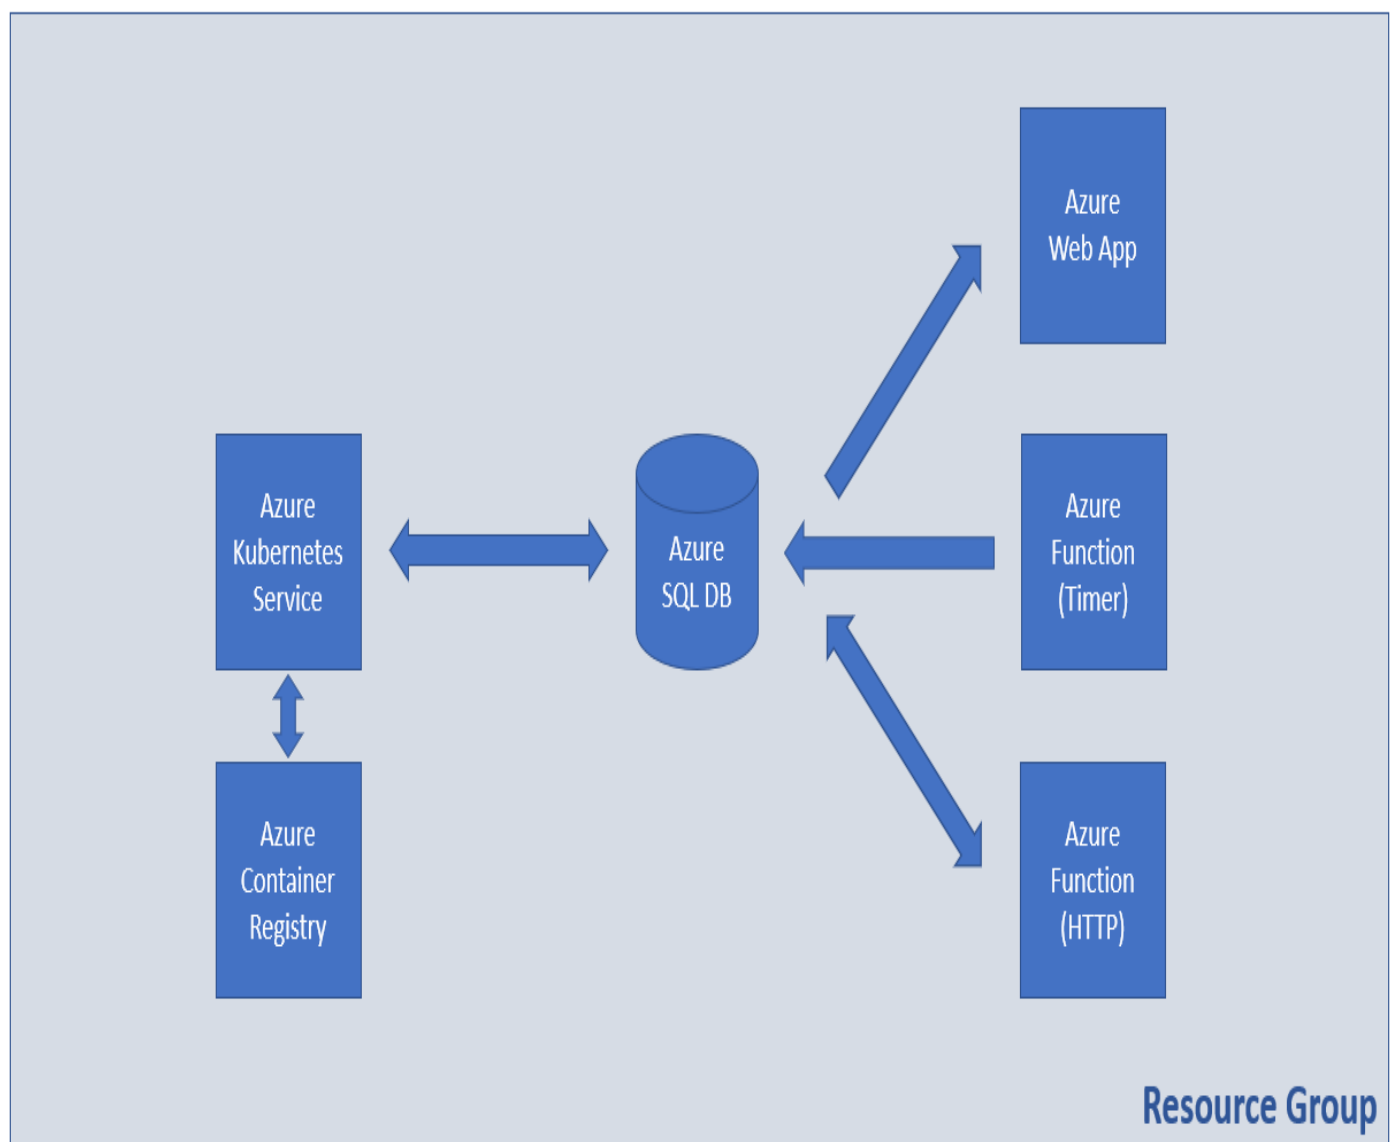 Azure
Web App
Azure
Kubernetes
Service
Azure
SQL DB
Azure
Function
(Timer)
Azure
Container
Registry
Azure
Function
(HTTP)
Resource Group